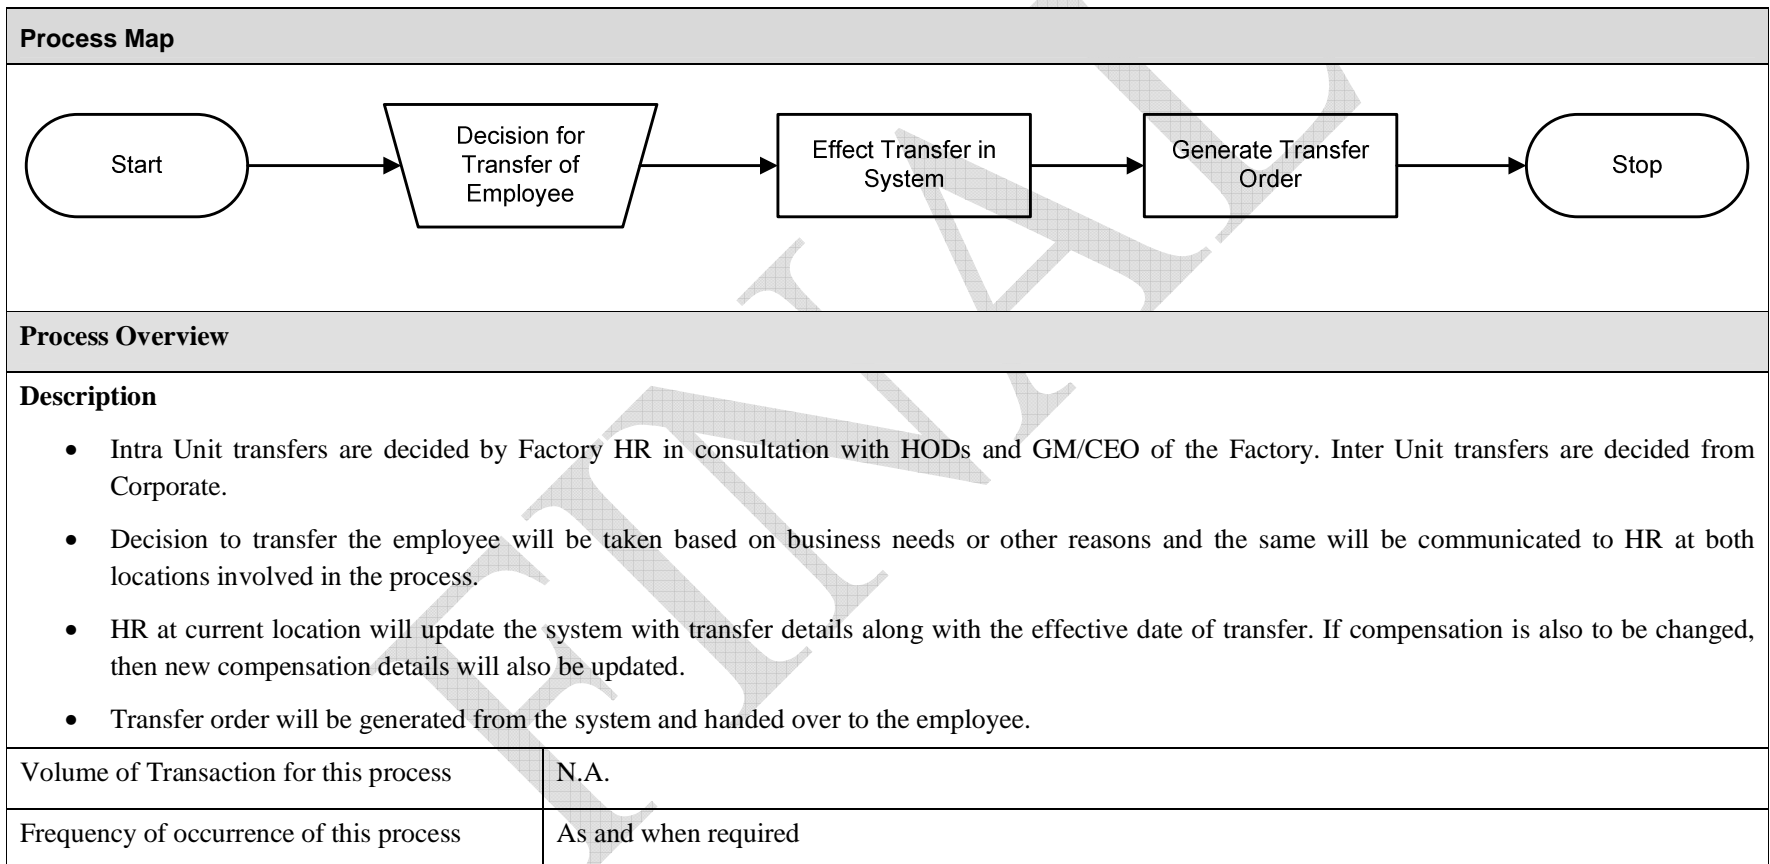 Process Map
Start
Decision for
Transfer of
Employee
Effect Transfer in
System
Generate Transfer
Order
Stop
Process Overview
Description
• Intra Unit transfers are decided by Factory HR in consultation with HODs and GM/CEO of the Factory. Inter Unit transfers are decided from
Corporate.
• Decision to transfer the employee will be taken based on business needs or other reasons and the same will be communicated to HR at both
locations involved in the process.
• HR at current location will update the system with transfer details along with the effective date of transfer. If compensation is also to be changed,
then new compensation details will also be updated.
• Transfer order will be generated from the system and handed over to the employee.
Volume of Transaction for this process N.A.
Frequency of occurrence of this process As and when required
FINAL